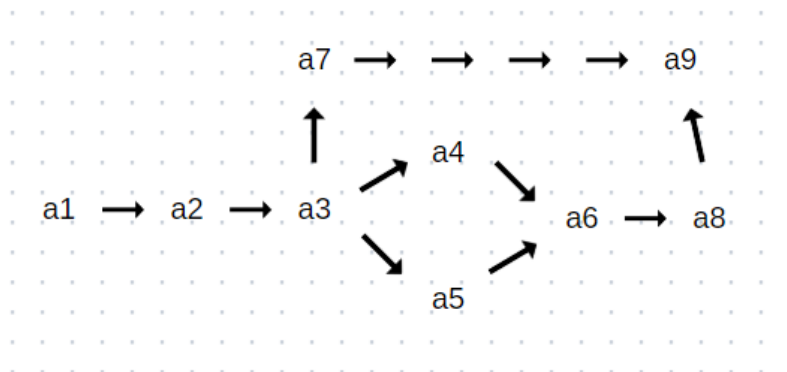 a7 → → → → a9
a4
a1 → a2 → a3
a6 → a8
a5